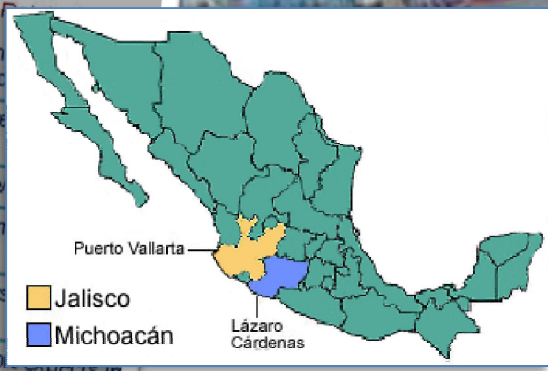 Puerto Vallarta
Jalisco
Michoacán
Lázaro
Cárdenas